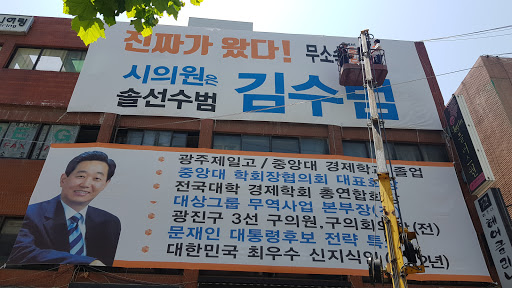 진짜가 왔다! 무소
시의원은
솔선수범 김수범
· 광주제일고 / 중앙대 경제학과 졸업
· 중앙대 학회장협의회 대표
· 전국대학 경제학회 총연합
· 대상그룹 무역사업 본부장
· 광진구 3선 구의원.구의회 (전)
· 문재인 대통령후보 전략 특
· 대한민국 최우수 신지식인